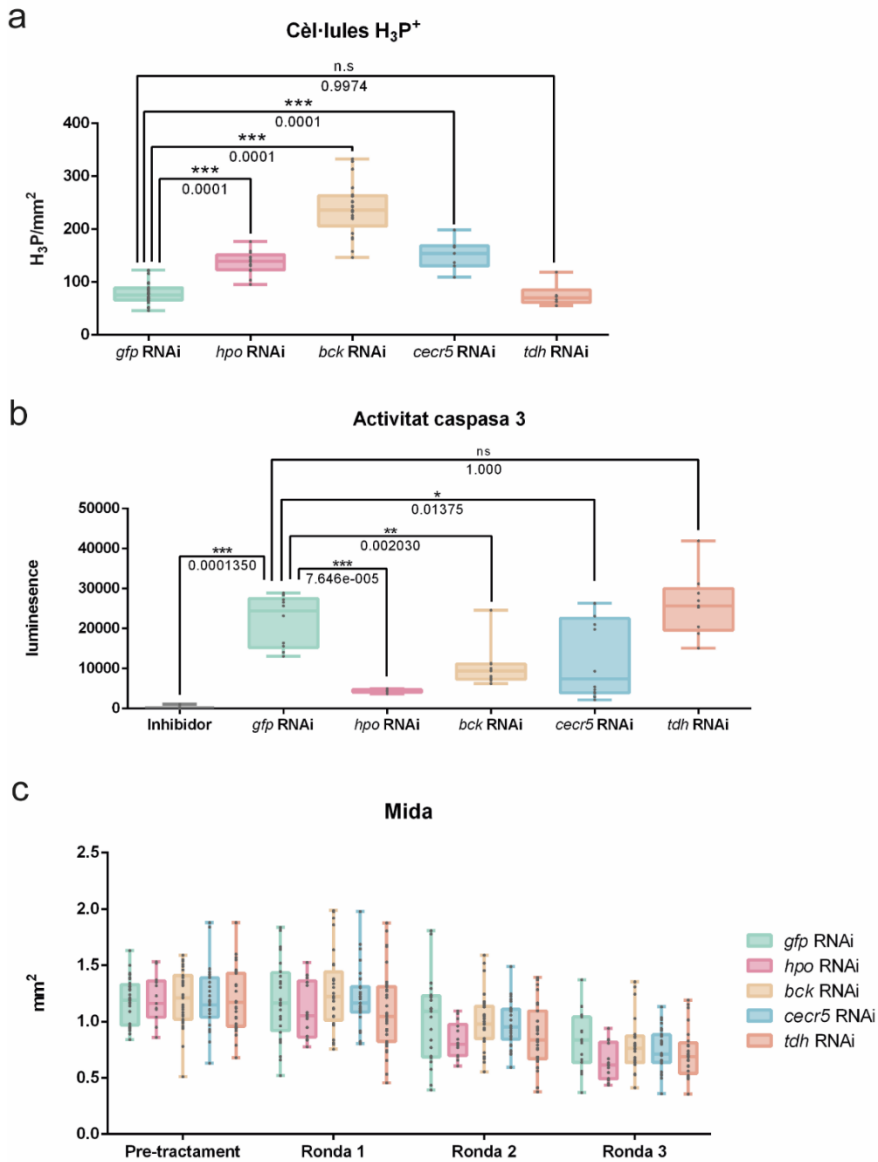 a
Cèl·lules H₃P⁺
n.s
0.9974
***
0.0001
***
0.0001
***
0.0001
400
300
200
100
0
H₃P/mm²
gfp RNAi
hpo RNAi
bck RNAi
cecr5 RNAi
tdh RNAi
b
Activitat caspasa 3
ns
1.000
*
0.01375
**
0.002030
***
0.0001350
***
7.646e-005
50000
40000
30000
20000
10000
0
luminesence
Inhibidor
gfp RNAi
hpo RNAi
bck RNAi
cecr5 RNAi
tdh RNAi
c
Mida
2.5
2.0
1.5
1.0
0.5
0.0
mm²
Pre-tractament
Ronda 1
Ronda 2
Ronda 3
gfp RNAi
hpo RNAi
bck RNAi
cecr5 RNAi
tdh RNAi